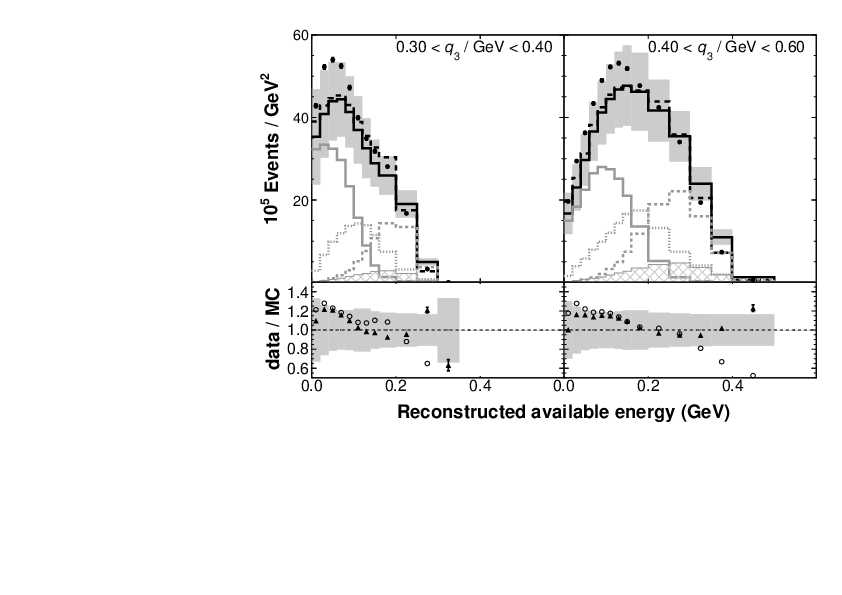 0.30 < q3 / GeV < 0.40
0.40 < q3 / GeV < 0.60
10^5 Events / GeV^2
60
40
20
data / MC
1.4
1.2
1.0
0.8
0.6
0.0 0.2 0.4 0.0 0.2 0.4
Reconstructed available energy (GeV)